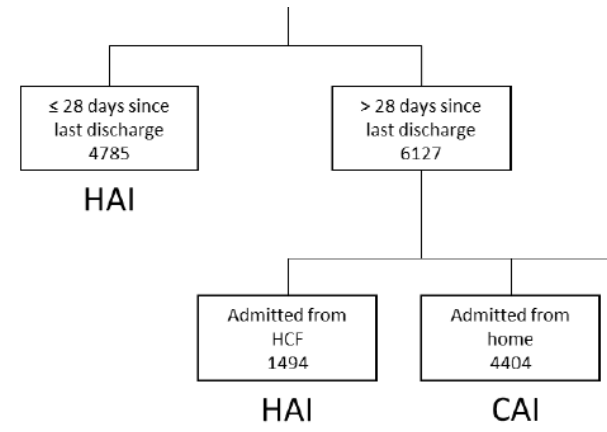 ≤ 28 days since
last discharge
4785
HAI
> 28 days since
last discharge
6127
Admitted from
HCF
1494
HAI
Admitted from
home
4404
CAI